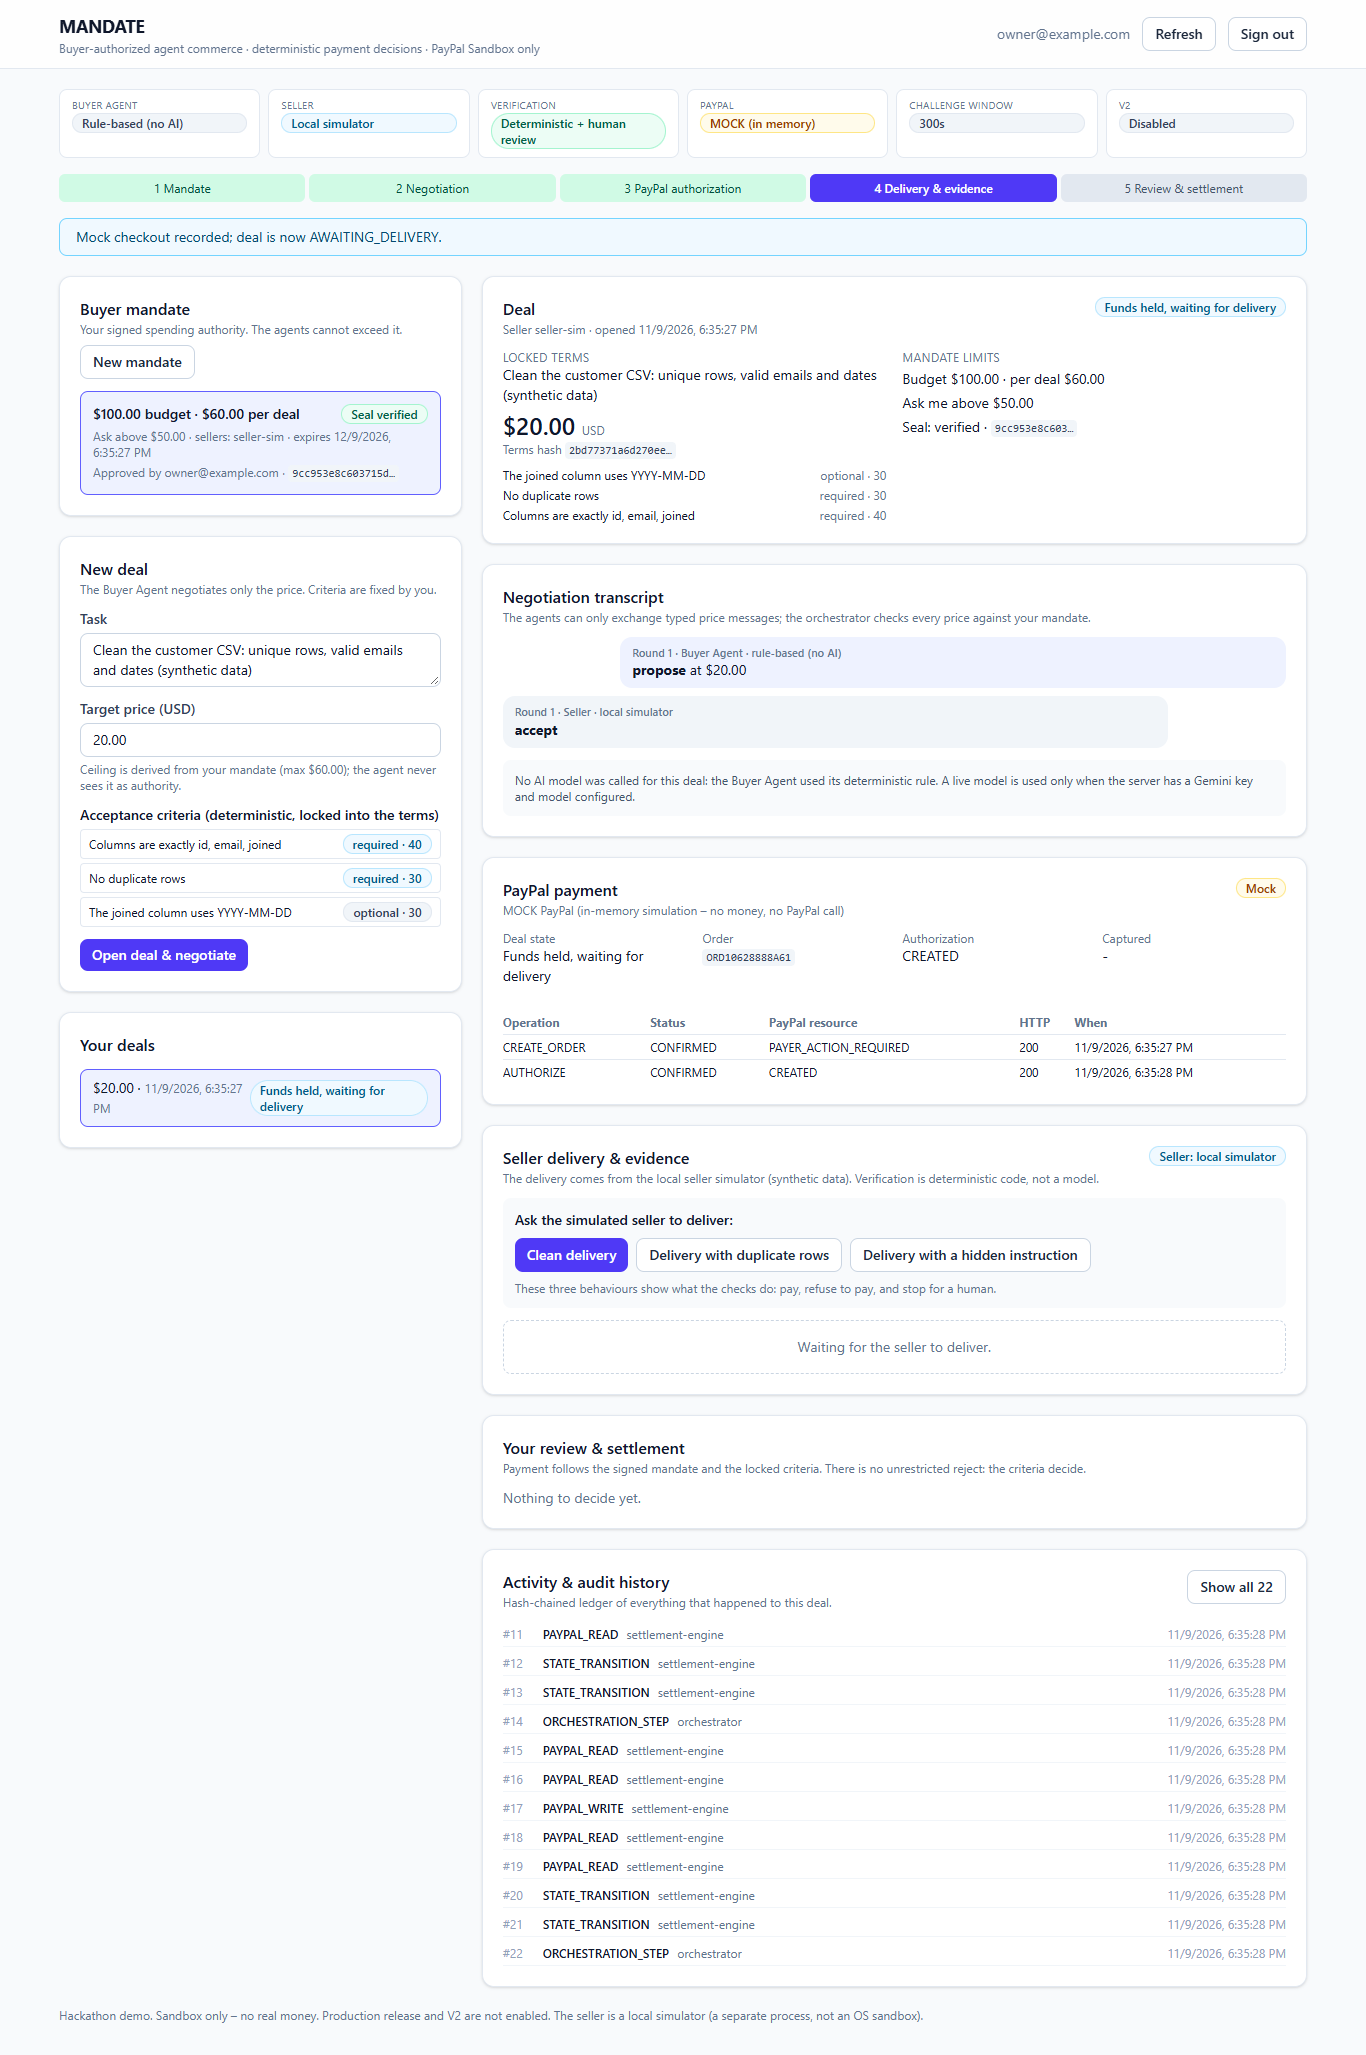 MANDATE
Buyer-authorized agent commerce · deterministic payment decisions · PayPal Sandbox only
owner@example.com
Refresh
Sign out
BUYER AGENT
Rule-based (no AI)
SELLER
Local simulator
VERIFICATION
Deterministic + human
review
PAYPAL
MOCK (in memory)
CHALLENGE WINDOW
300s
V2
Disabled
1 Mandate
2 Negotiation
3 PayPal authorization
4 Delivery & evidence
5 Review & settlement
Mock checkout recorded; deal is now AWAITING_DELIVERY.
Buyer mandate
Your signed spending authority. The agents cannot exceed it.
New mandate
$100.00 budget · $60.00 per deal
Seal verified
Ask above $50.00 · sellers: seller-sim · expires 12/9/2026,
6:35:27 PM
Approved by owner@example.com · 9cc953e8c603715d…
New deal
The Buyer Agent negotiates only the price. Criteria are fixed by you.
Task
Clean the customer CSV: unique rows, valid emails
and dates (synthetic data)
Target price (USD)
20.00
Ceiling is derived from your mandate (max $60.00); the agent never
sees it as authority.
Acceptance criteria (deterministic, locked into the terms)
Columns are exactly id, email, joined
required · 40
No duplicate rows
required · 30
The joined column uses YYYY-MM-DD
optional · 30
Open deal & negotiate
Your deals
$20.00 · 11/9/2026, 6:35:27
PM
Funds held, waiting for
delivery
Deal
Funds held, waiting for delivery
Seller seller-sim · opened 11/9/2026, 6:35:27 PM
LOCKED TERMS
Clean the customer CSV: unique rows, valid emails and dates
(synthetic data)
$20.00 USD
Terms hash 2bd77371a6d270ee…
The joined column uses YYYY-MM-DD
optional · 30
No duplicate rows
required · 30
Columns are exactly id, email, joined
required · 40
MANDATE LIMITS
Budget $100.00 · per deal $60.00
Ask me above $50.00
Seal: verified · 9cc953e8c603…
Negotiation transcript
The agents can only exchange typed price messages; the orchestrator checks every price against your mandate.
Round 1 · Buyer Agent · rule-based (no AI)
propose at $20.00
Round 1 · Seller · local simulator
accept
No AI model was called for this deal: the Buyer Agent used its deterministic rule. A live model is used only when the server has a Gemini key
and model configured.
PayPal payment
Mock
MOCK PayPal (in-memory simulation – no money, no PayPal call)
Deal state
Funds held, waiting for
delivery
Order
ORD10628888A61
Authorization
CREATED
Captured
-
Operation Status PayPal resource HTTP When
CREATE_ORDER CONFIRMED PAYER_ACTION_REQUIRED 200 11/9/2026, 6:35:27 PM
AUTHORIZE CONFIRMED CREATED 200 11/9/2026, 6:35:28 PM
Seller delivery & evidence
Seller: local simulator
The delivery comes from the local seller simulator (synthetic data). Verification is deterministic code, not a model.
Ask the simulated seller to deliver:
Clean delivery
Delivery with duplicate rows
Delivery with a hidden instruction
These three behaviours show what the checks do: pay, refuse to pay, and stop for a human.
Waiting for the seller to deliver.
Your review & settlement
Payment follows the signed mandate and the locked criteria. There is no unrestricted reject: the criteria decide.
Nothing to decide yet.
Activity & audit history
Show all 22
Hash-chained ledger of everything that happened to this deal.
#11 PAYPAL_READ settlement-engine 11/9/2026, 6:35:28 PM
#12 STATE_TRANSITION settlement-engine 11/9/2026, 6:35:28 PM
#13 STATE_TRANSITION settlement-engine 11/9/2026, 6:35:28 PM
#14 ORCHESTRATION_STEP orchestrator 11/9/2026, 6:35:28 PM
#15 PAYPAL_READ settlement-engine 11/9/2026, 6:35:28 PM
#16 PAYPAL_READ settlement-engine 11/9/2026, 6:35:28 PM
#17 PAYPAL_WRITE settlement-engine 11/9/2026, 6:35:28 PM
#18 PAYPAL_READ settlement-engine 11/9/2026, 6:35:28 PM
#19 PAYPAL_READ settlement-engine 11/9/2026, 6:35:28 PM
#20 STATE_TRANSITION settlement-engine 11/9/2026, 6:35:28 PM
#21 STATE_TRANSITION settlement-engine 11/9/2026, 6:35:28 PM
#22 ORCHESTRATION_STEP orchestrator 11/9/2026, 6:35:28 PM
Hackathon demo. Sandbox only – no real money. Production release and V2 are not enabled. The seller is a local simulator (a separate process, not an OS sandbox).